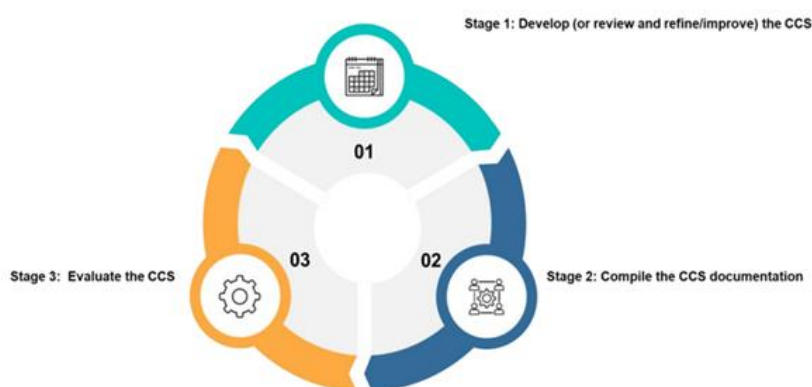 Stage 1: Develop (or review and refine/improve) the CCS
01
03
02
Stage 3: Evaluate the CCS
Stage 2: Compile the CCS documentation